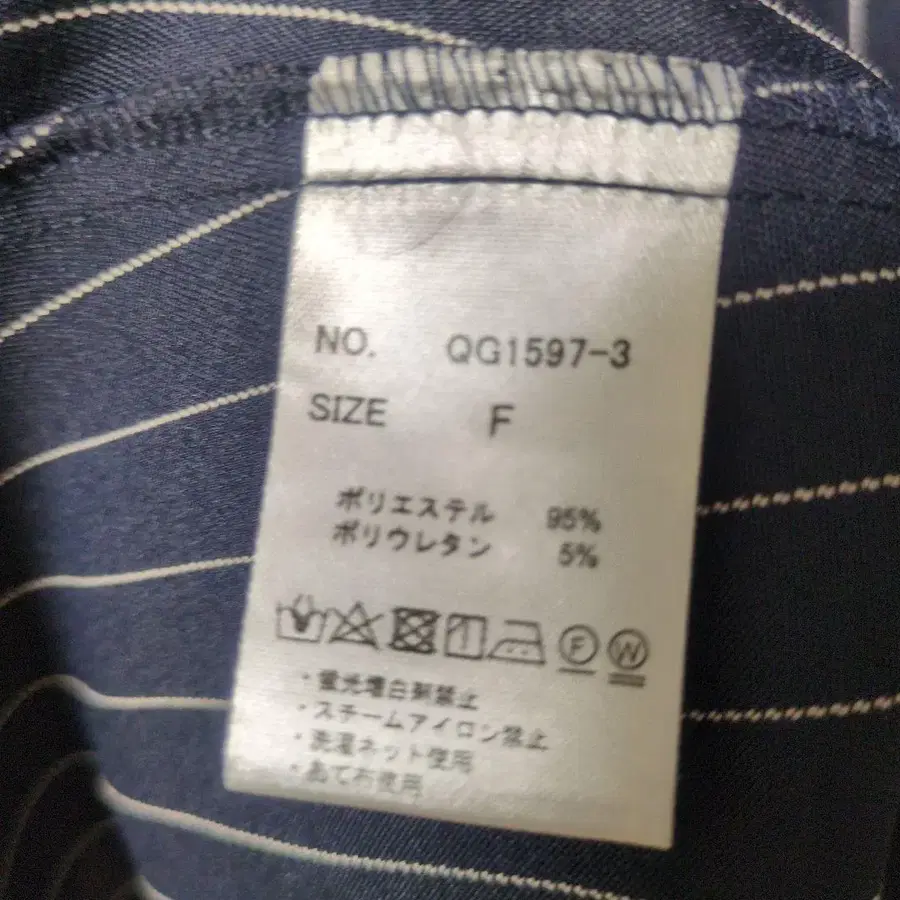 NO. QG1597-3
SIZE F
ポリエステル 95%
ポリウレタン 5%
F W
・蛍光増白剤禁止
・スチームアイロン禁止
・洗濯ネット使用
・あて布使用